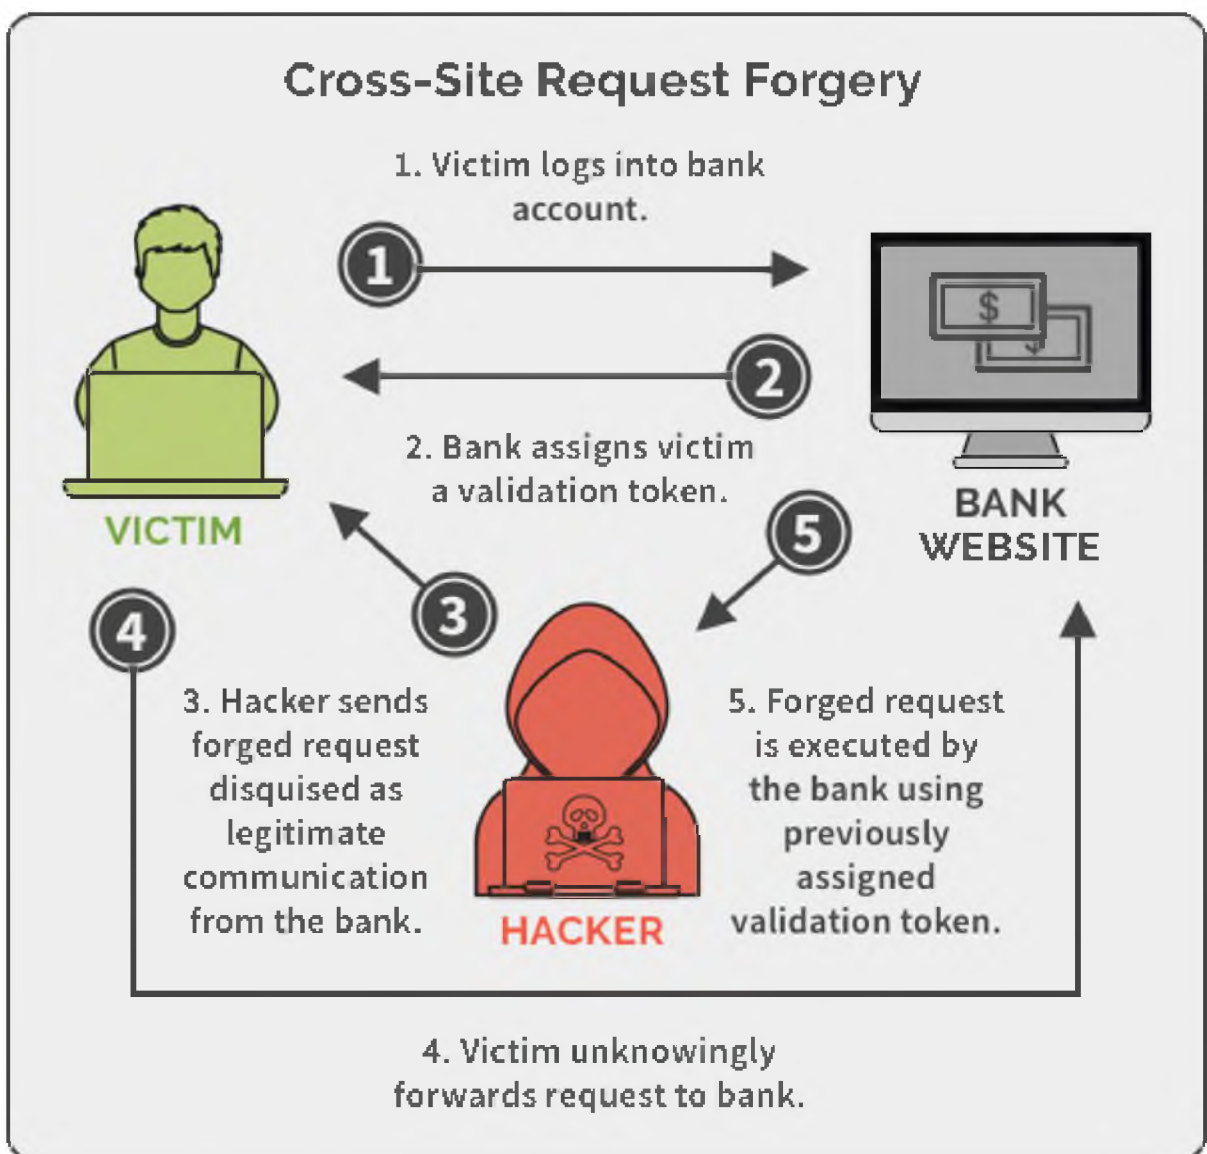 Cross-Site Request Forgery
1. Victim logs into bank
account.
1
$
$
2
2. Bank assigns victim
a validation token.
VICTIM
BANK
WEBSITE
5
3
4
3. Hacker sends
forged request
disquised as
legitimate
communication
from the bank.
HACKER
5. Forged request
is executed by
the bank using
previously
assigned
validation token.
4. Victim unknowingly
forwards request to bank.